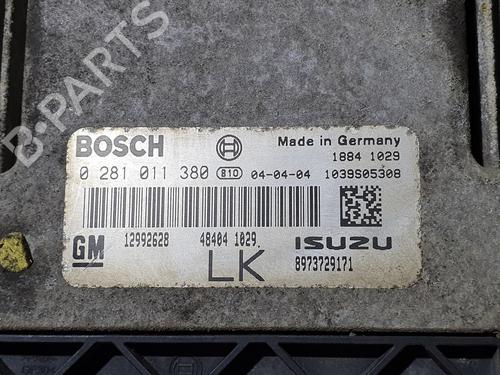 B-PARTS
BOSCH Made in Germany
1884 1029
0 281 011 380 B10 04-04-04 1039S05308
GM 12992628 48404 1029 ISUZU
LK 8973729171